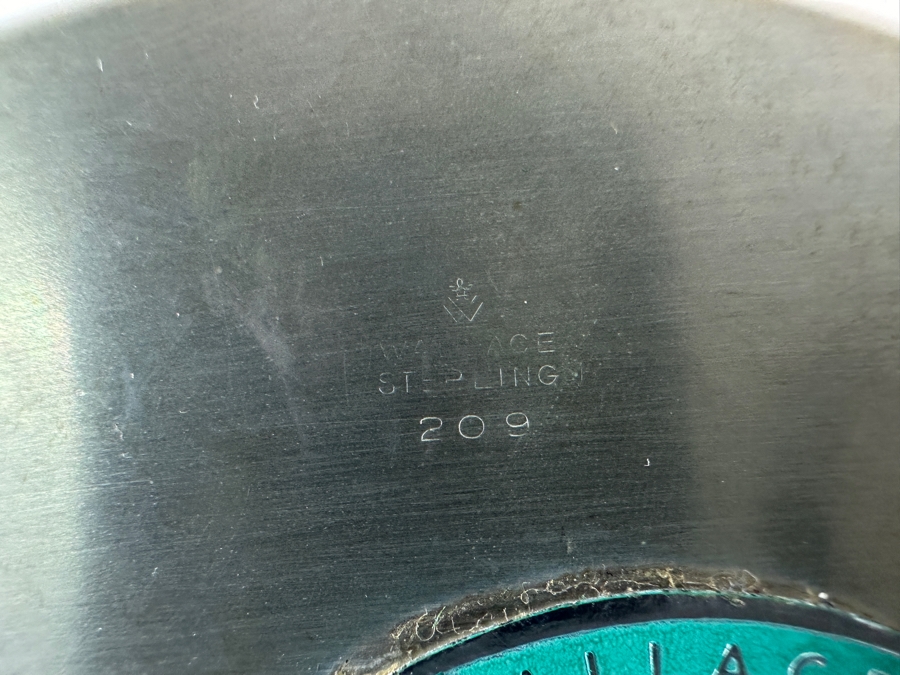 W
WALLACE
STERLING
209